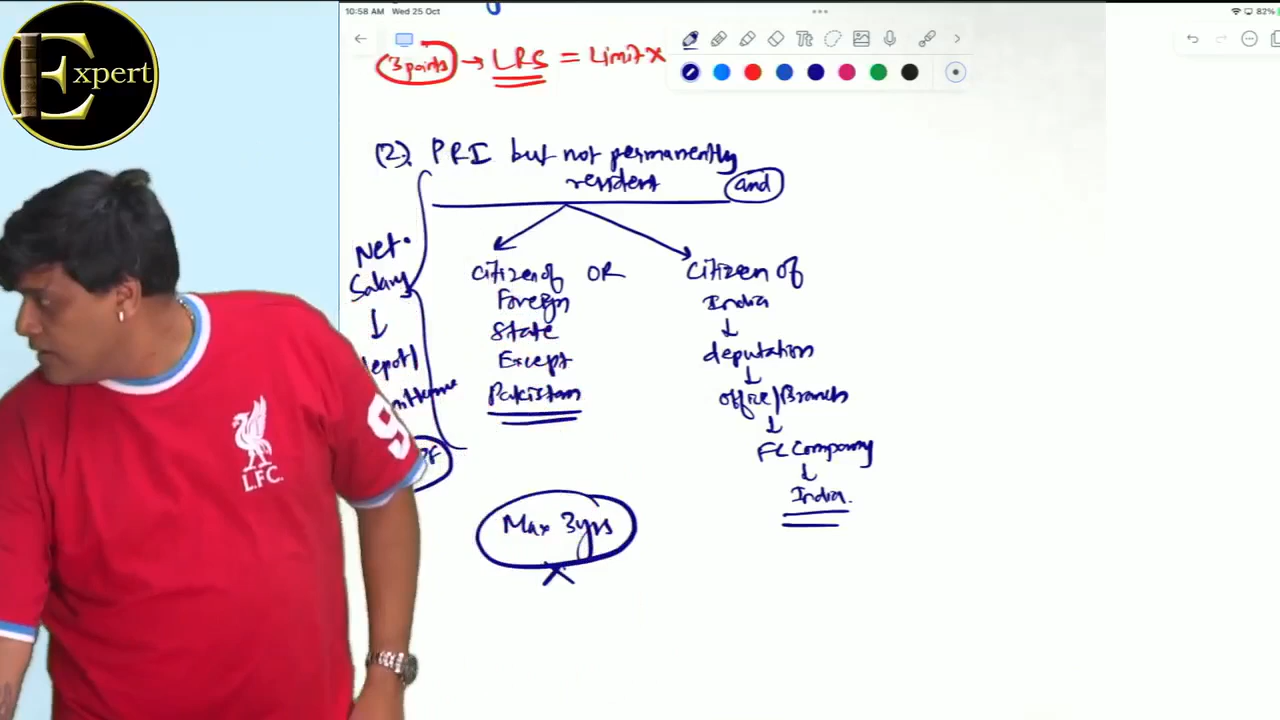 10:58 AM Wed 25 Oct
82%
Expert
3 points → LRS = Limit x
(2). PRI but not permanently
resident and
Net.
Salary
↓
Citizen of OR
Foreign
State
Except
Pakistan
Citizen of
India
↓
deputation
↓
office/Branch
↓
FC Company
↓
India.
Max 3yrs
L.F.C.
9